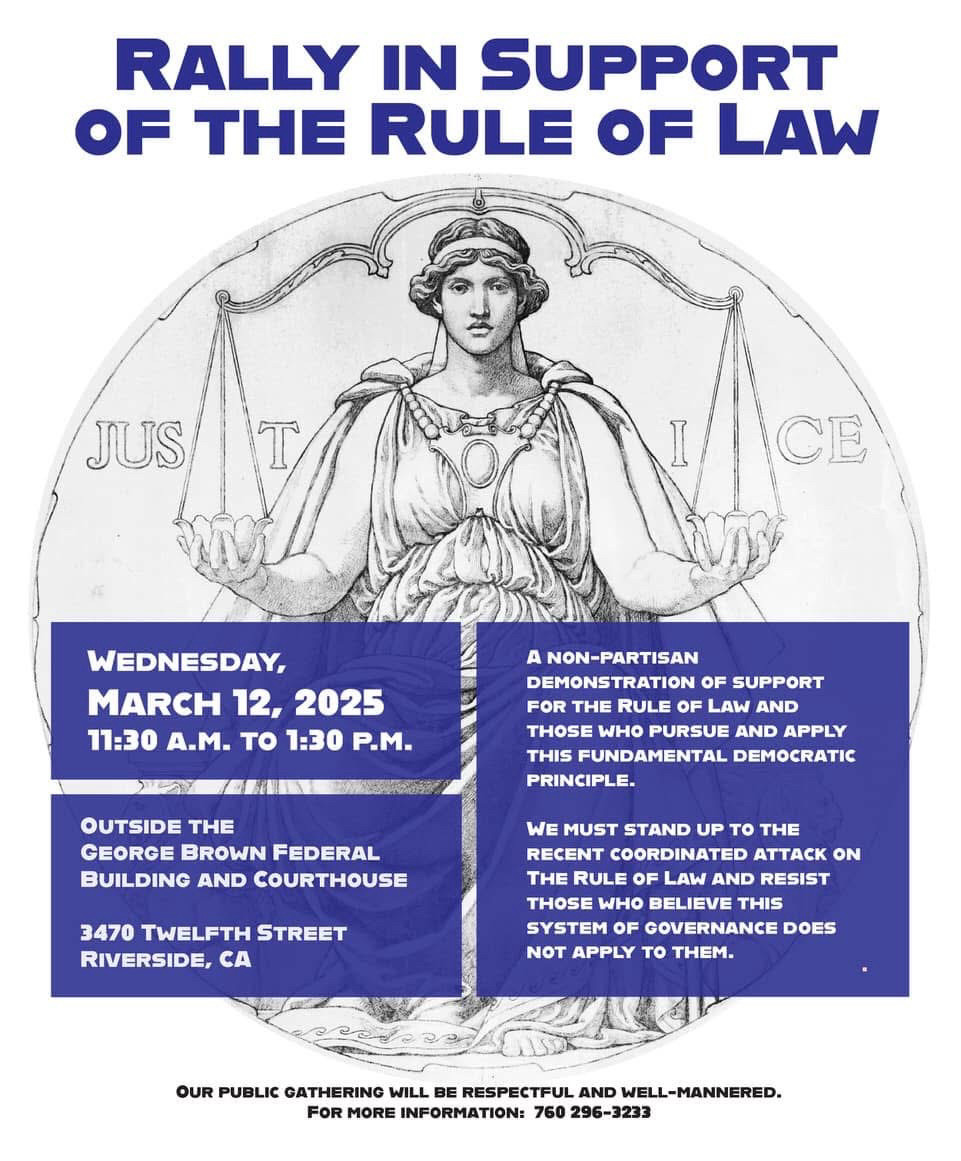 Rally in Support
of the Rule of Law
JUSTICE
Wednesday,
March 12, 2025
11:30 a.m. to 1:30 p.m.
Outside the
George Brown Federal
Building and Courthouse
3470 Twelfth Street
Riverside, CA
A non-partisan
demonstration of support
for the Rule of Law and
those who pursue and apply
this fundamental democratic
principle.
We must stand up to the
recent coordinated attack on
The Rule of Law and resist
those who believe this
system of governance does
not apply to them.
Our public gathering will be respectful and well-mannered.
For more information: 760 296-3233